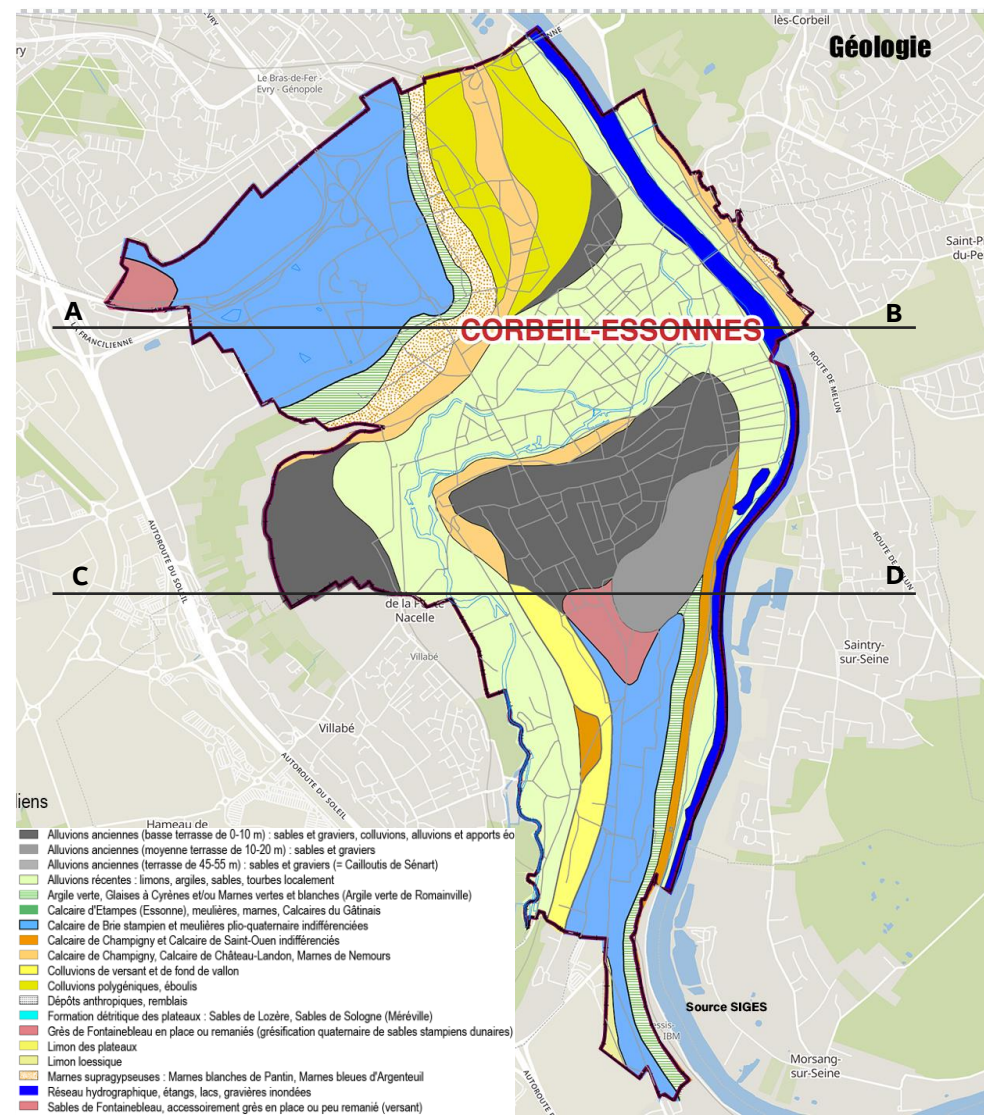 lès-Corbeil
Géologie
EVRY
ENNE
ry
Le Bras-de-Fer -
Evry - Génopole
Saint-Pi
du-Pe
A
B
LA FRANCILIENNE
CORBEIL-ESSONNES
ROUTE DE MELUN
AUTOROUTE DU SOLEIL
ROUTE DE MELUN
C
D
de la P
Nacelle
Saintry-
sur-Seine
Villabé
Villabé
AUTOROUTE DU SOLEIL
liens
Hameau de
Alluvions anciennes (basse terrasse de 0-10 m) : sables et graviers, colluvions, alluvions et apports éo
Alluvions anciennes (moyenne terrasse de 10-20 m) : sables et graviers
Alluvions anciennes (terrasse de 45-55 m) : sables et graviers (= Cailloutis de Sénart)
Alluvions récentes : limons, argiles, sables, tourbes localement
Argile verte, Glaises à Cyrènes et/ou Marnes vertes et blanches (Argile verte de Romainville)
Calcaire d'Etampes (Essonne), meulières, marnes, Calcaires du Gâtinais
Calcaire de Brie stampien et meulières plio-quaternaire indifférenciées
Calcaire de Champigny et Calcaire de Saint-Ouen indifférenciés
Calcaire de Champigny, Calcaire de Château-Landon, Marnes de Nemours
Colluvions de versant et de fond de vallon
Colluvions polygéniques, éboulis
Dépôts anthropiques, remblais
Formation détritique des plateaux : Sables de Lozère, Sables de Sologne (Méréville)
Grès de Fontainebleau en place ou remaniés (grésification quaternaire de sables stampiens dunaires)
Limon des plateaux
Limon loessique
Marnes supragypseuses : Marnes blanches de Pantin, Marnes bleues d'Argenteuil
Réseau hydrographique, étangs, lacs, gravières inondées
Sables de Fontainebleau, accessoirement grès en place ou peu remanié (versant)
Source SIGES
essis-
IBM
Morsang-
sur-Seine
AUTOROUTE DU